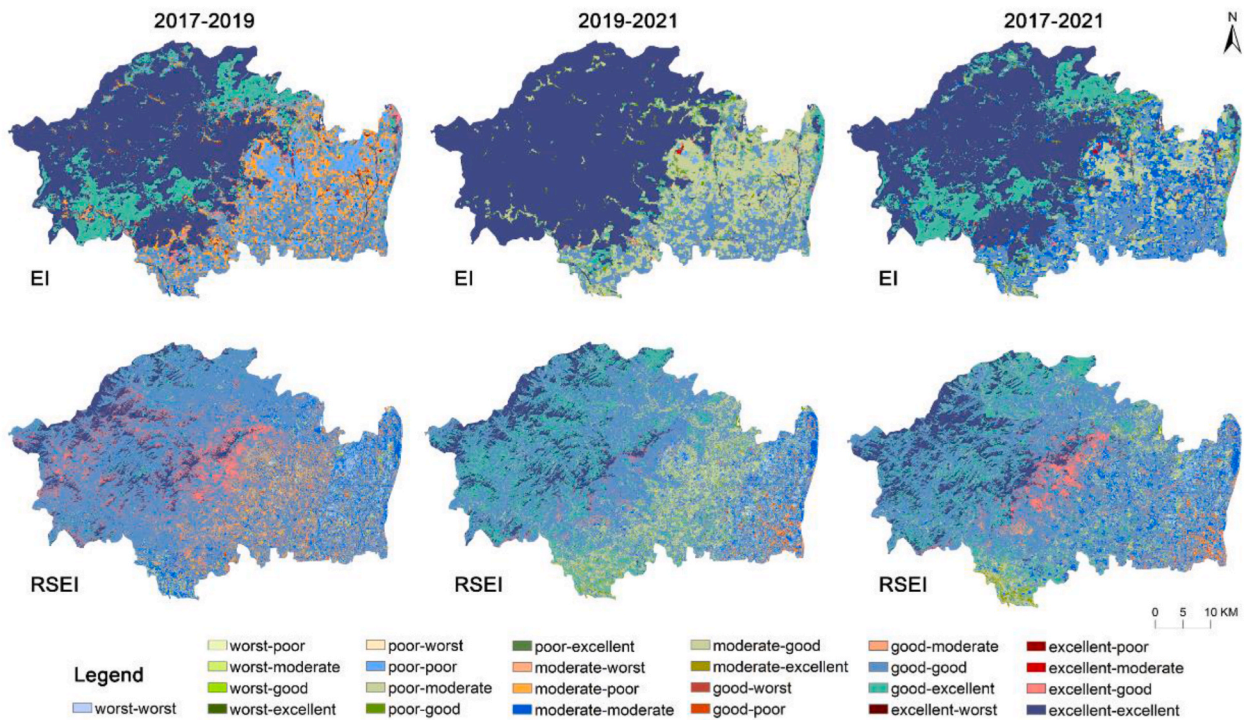 2017-2019 2019-2021 2017-2021 N
EI EI EI
RSEI RSEI RSEI
0 5 10 KM
worst-poor poor-worst poor-excellent moderate-good good-moderate excellent-poor
Legend worst-moderate poor-poor moderate-worst moderate-excellent good-good excellent-moderate
worst-good poor-moderate moderate-poor good-worst good-excellent excellent-good
worst-worst worst-excellent poor-good moderate-moderate good-poor excellent-worst excellent-excellent